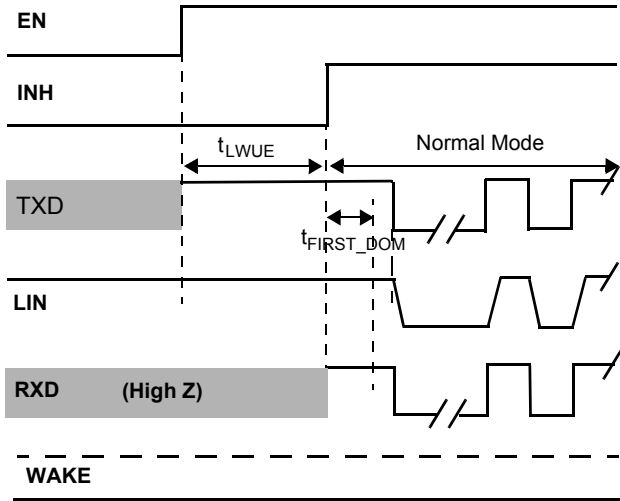 EN
INH
tLWUE
Normal Mode
TXD
tFIRST_DOM
LIN
RXD (High Z)
WAKE